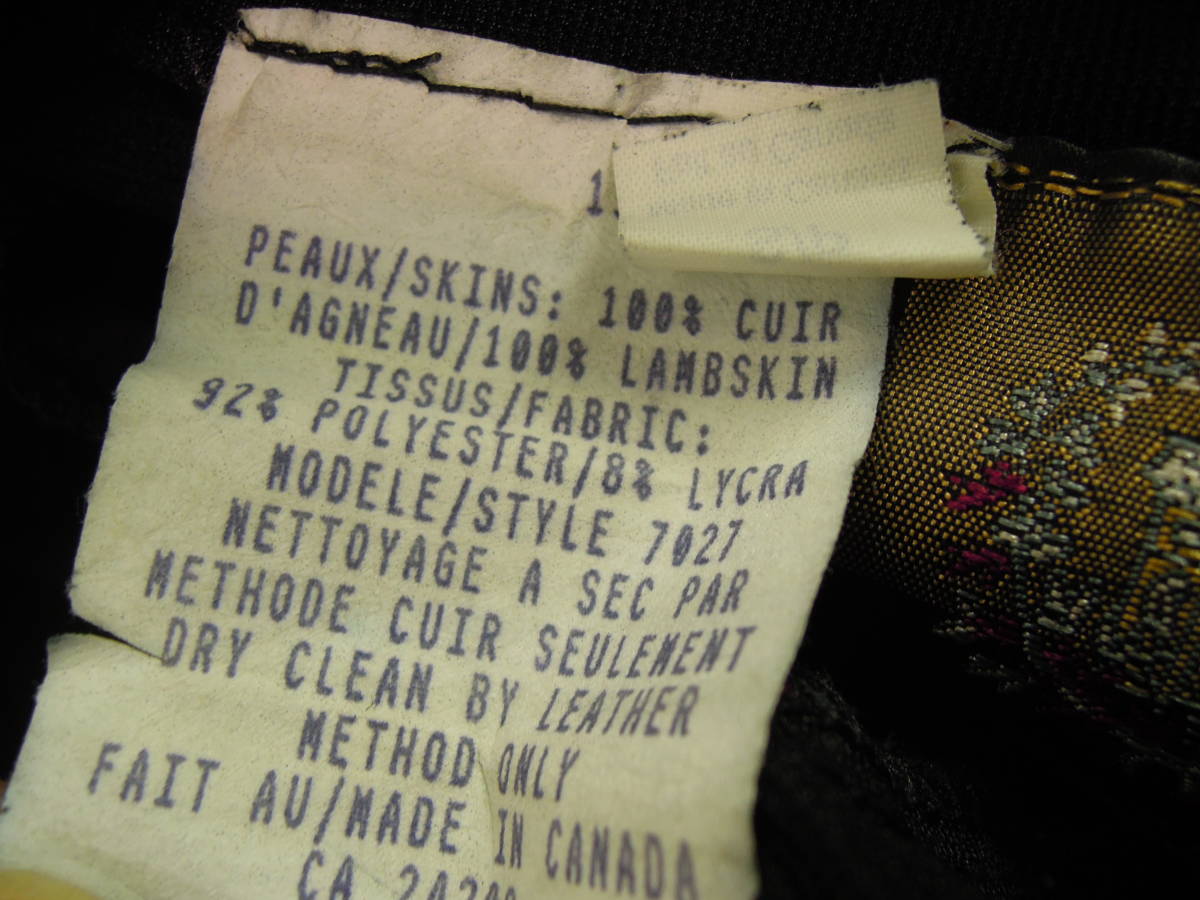 PEAUX/SKINS: 100% CUIR
D'AGNEAU/100% LAMBSKIN
TISSUS/FABRIC:
92% POLYESTER/8% LYCRA
MODELE/STYLE 7027
NETTOYAGE A SEC PAR
METHODE CUIR SEULEMENT
DRY CLEAN BY LEATHER
METHOD ONLY
FAIT AU/MADE IN CANADA
CA